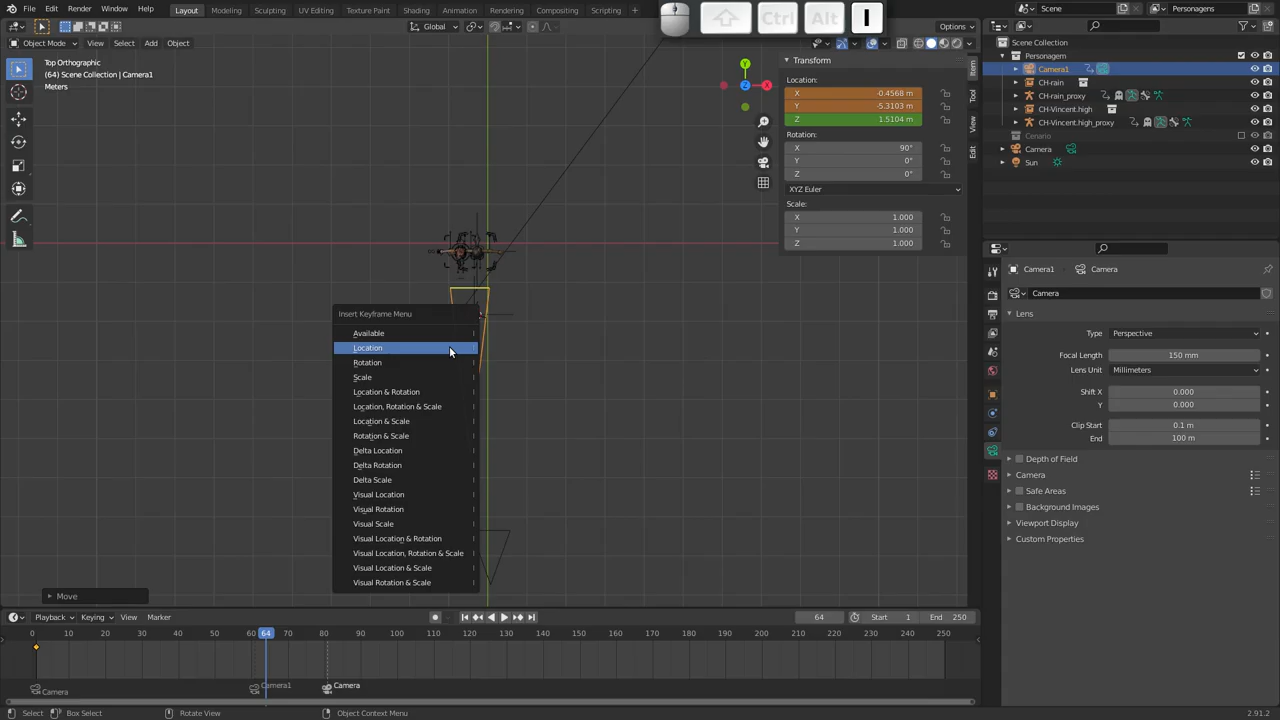 File Edit Render Window Help Layout Modeling Sculpting UV Editing Texture Paint Shading Animation Rendering Compositing Scripting + Scene Personagens
Ctrl Alt I
Global Options
Object Mode View Select Add Object
Top Orthographic
(64) Scene Collection | Camera1
Meters
Y
X
Z
Transform
Location:
X -0.4568 m
Y -5.3103 m
Z 1.5104 m
Rotation:
X 90°
Y 0°
Z 0°
XYZ Euler
Scale:
X 1.000
Y 1.000
Z 1.000
Item
Tool
View
Edit
Scene Collection
Personagem
Camera1
CH-rain
CH-rain_proxy
CH-Vincent.high
CH-Vincent.high_proxy
Cenario
Camera
Sun
Camera1 Camera
Camera
Lens
Type Perspective
Focal Length 150 mm
Lens Unit Millimeters
Shift X 0.000
Y 0.000
Clip Start 0.1 m
End 100 m
Depth of Field
Camera
Safe Areas
Background Images
Viewport Display
Custom Properties
Insert Keyframe Menu
Available I
Location I
Rotation I
Scale I
Location & Rotation I
Location, Rotation & Scale I
Location & Scale I
Rotation & Scale I
Delta Location I
Delta Rotation I
Delta Scale I
Visual Location I
Visual Rotation I
Visual Scale I
Visual Location & Rotation I
Visual Location, Rotation & Scale I
Visual Location & Scale I
Visual Rotation & Scale I
Move
Playback Keying View Marker 64 Start 1 End 250
0 10 20 30 40 50 60 64 70 80 90 100 110 120 130 140 150 160 170 180 190 200 210 220 230 240 250
Camera Camera1 Camera
Select Box Select Rotate View Object Context Menu 2.91.2